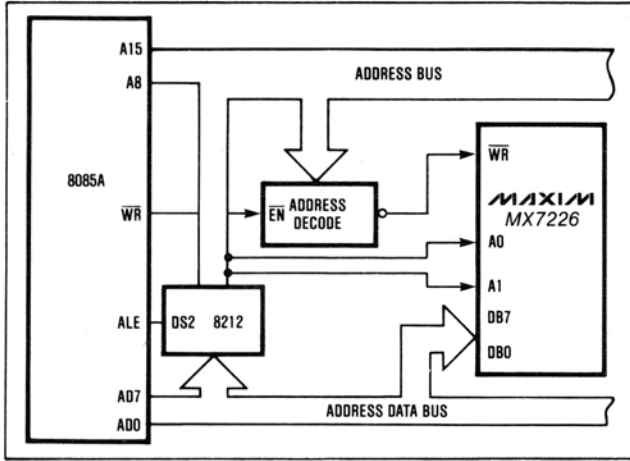 A15
ADDRESS BUS
A8
8085A
WR
EN
ADDRESS
DECODE
WR
MAXIM
MX7226
A0
A1
ALE
DS2 8212
DB7
DB0
AD7
ADDRESS DATA BUS
AD0